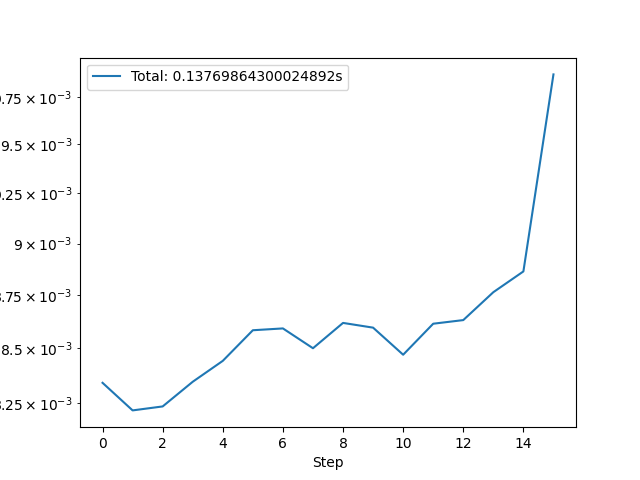 Total: 0.13769864300024892s
.75 × 10⁻³
9.5 × 10⁻³
.25 × 10⁻³
9 × 10⁻³
.75 × 10⁻³
8.5 × 10⁻³
.25 × 10⁻³
0 2 4 6 8 10 12 14
Step